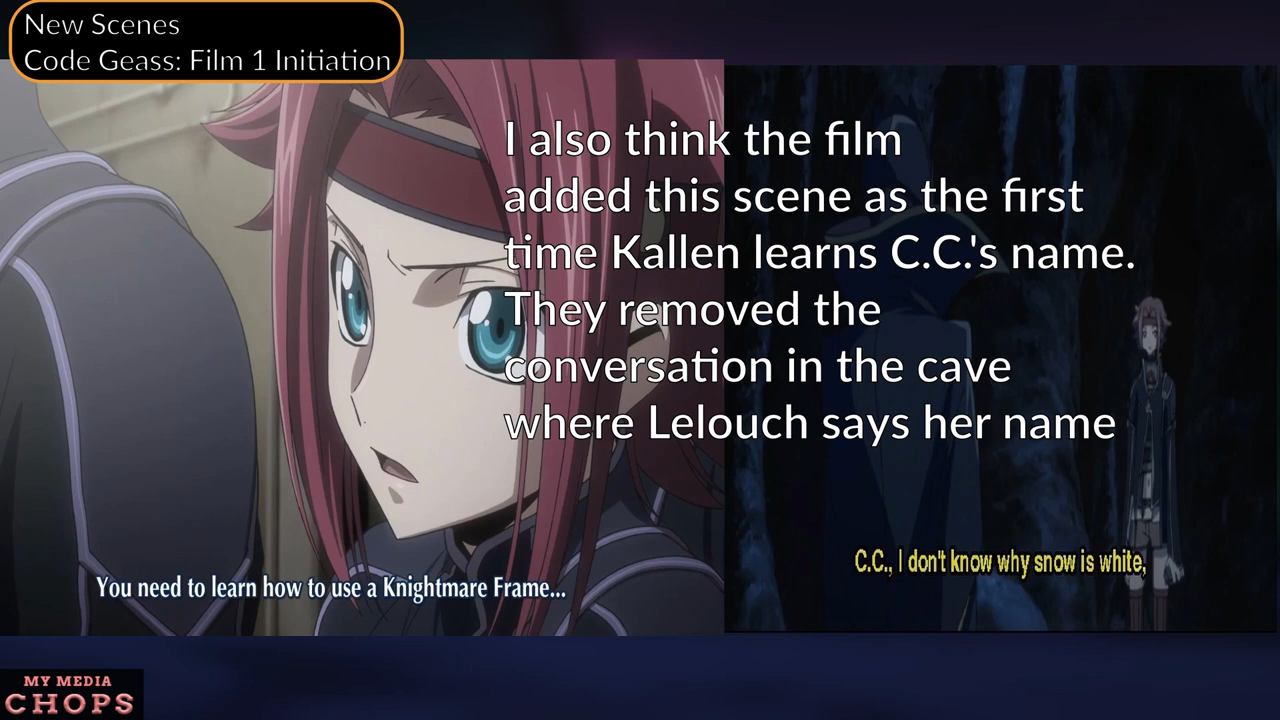 New Scenes
Code Geass: Film 1 Initiation
I also think the film
added this scene as the first
time Kallen learns C.C.'s name.
They removed the
conversation in the cave
where Lelouch says her name
C.C., I don't know why snow is white,
You need to learn how to use a Knightmare Frame...
MY MEDIA
CHOPS